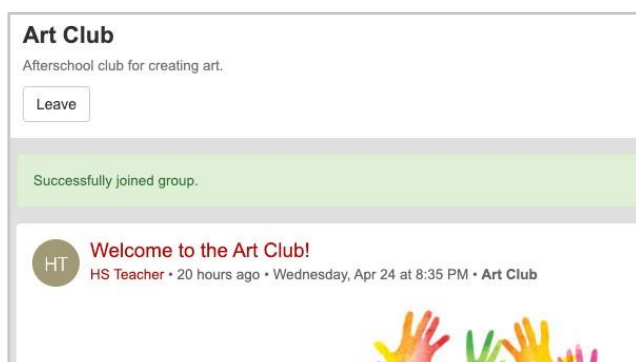 Art Club
Afterschool club for creating art.
Leave
Successfully joined group.
HT
Welcome to the Art Club!
HS Teacher • 20 hours ago • Wednesday, Apr 24 at 8:35 PM • Art Club